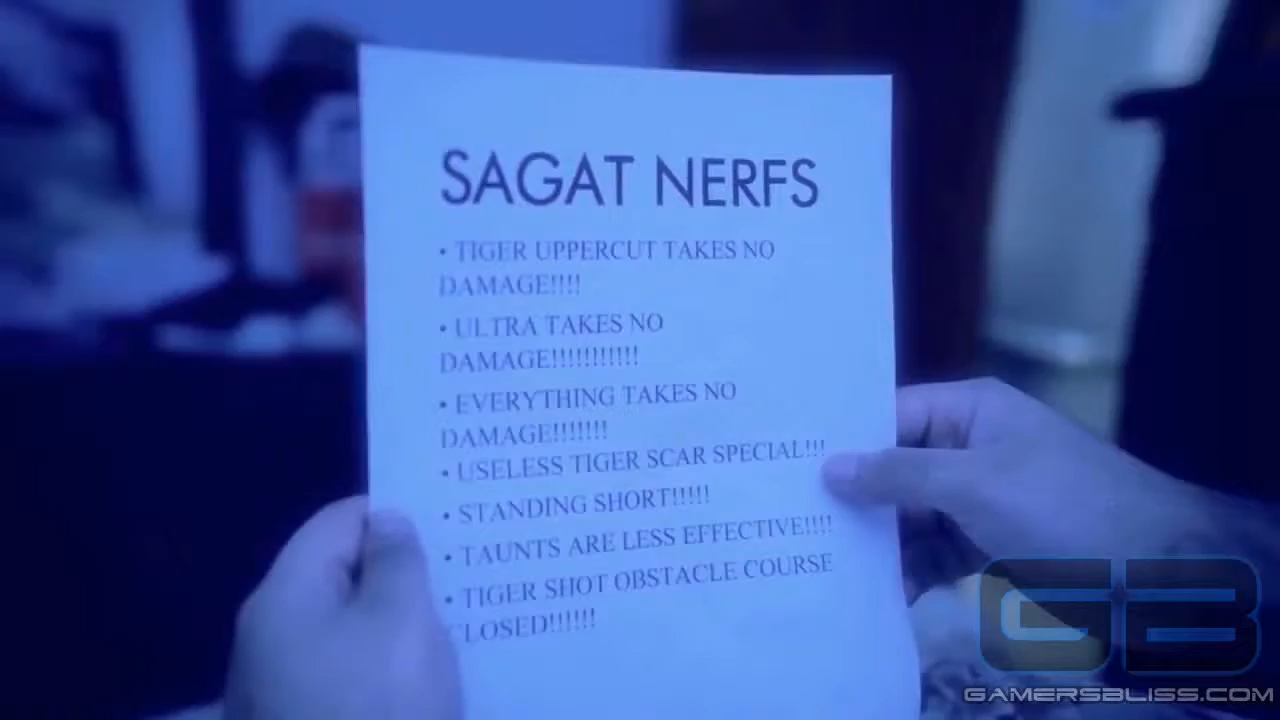 SAGAT NERFS
• TIGER UPPERCUT TAKES NO
DAMAGE!!!!
• ULTRA TAKES NO
DAMAGE!!!!!!!!!!!
• EVERYTHING TAKES NO
DAMAGE!!!!!!!
• USELESS TIGER SCAR SPECIAL!!!
• STANDING SHORT!!!!!
• TAUNTS ARE LESS EFFECTIVE!!!!
• TIGER SHOT OBSTACLE COURSE
CLOSED!!!!!!
GB
GAMERSBLISS.COM